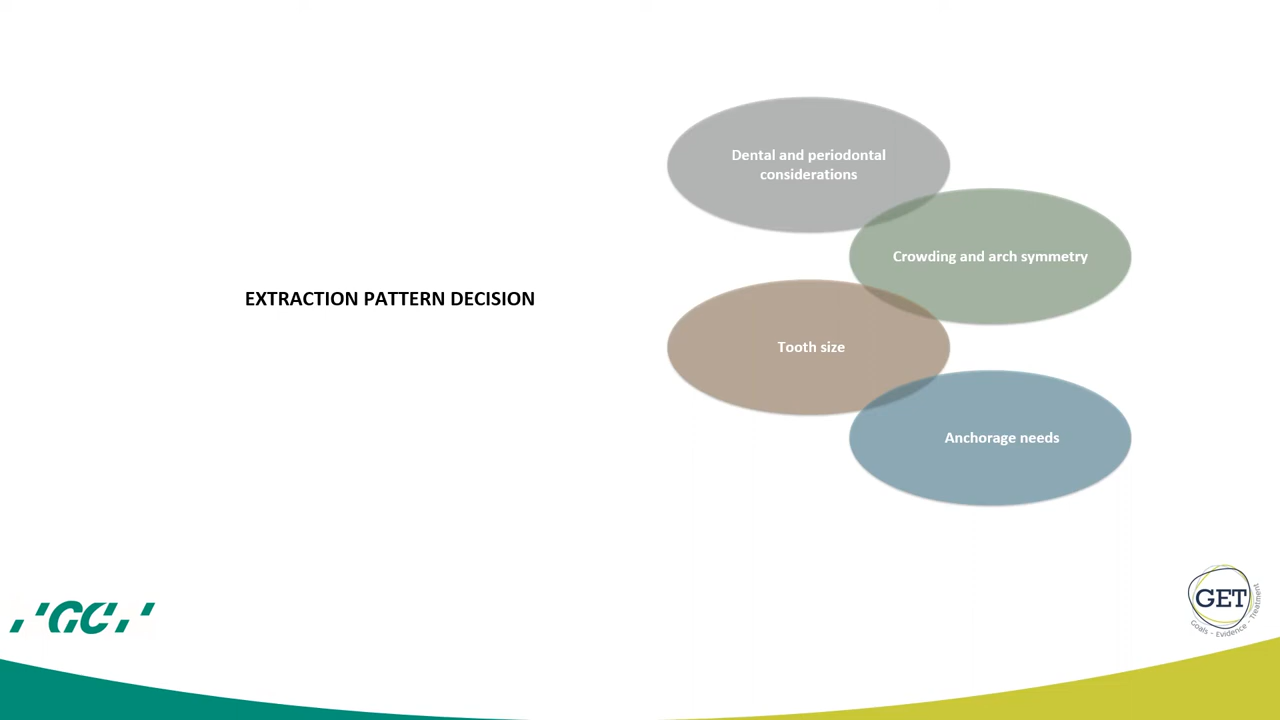 Dental and periodontal
considerations
Crowding and arch symmetry
EXTRACTION PATTERN DECISION
Tooth size
Anchorage needs
GC
GET
Goals - Evidence - Treatment